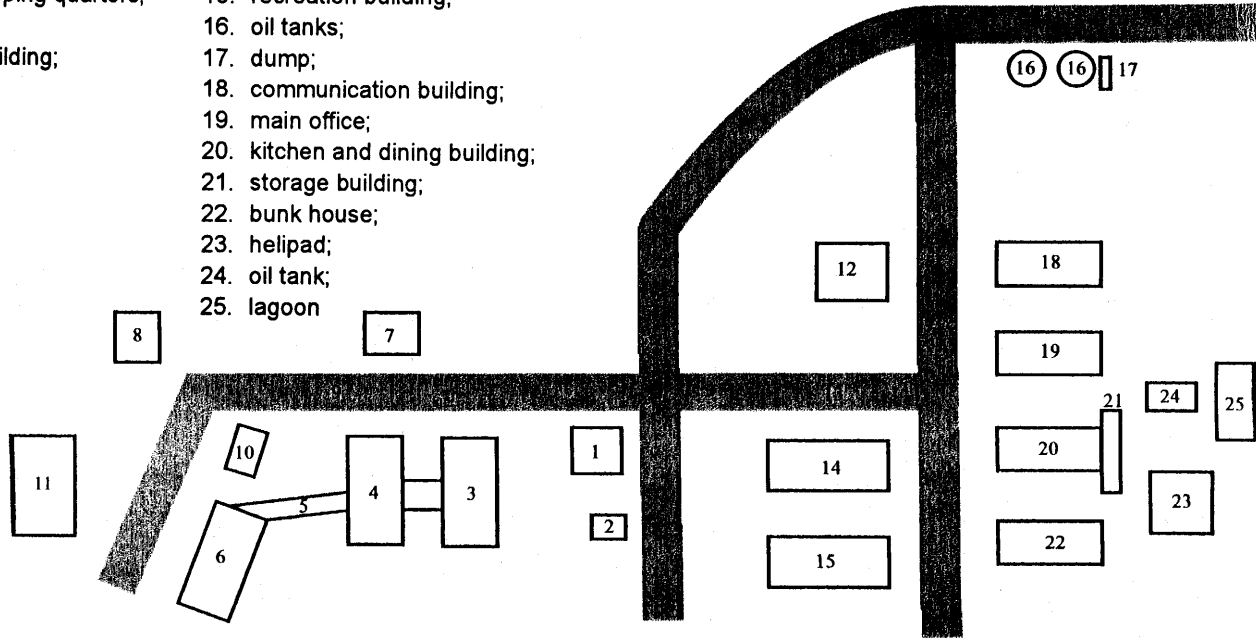 quarters;
16. oil tanks;
17. dump;
18. communication building;
19. main office;
20. kitchen and dining building;
21. storage building;
22. bunk house;
23. helipad;
24. oil tank;
25. lagoon
16 16 17
12 18
8 7 19
24 25
21
10 1 14 20
11 4 3
5 23
2
6 15 22